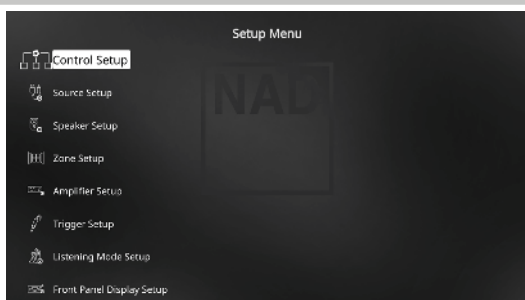 Setup Menu
Control Setup
NAD
Source Setup
Speaker Setup
Zone Setup
Amplifier Setup
Trigger Setup
Listening Mode Setup
Front Panel Display Setup